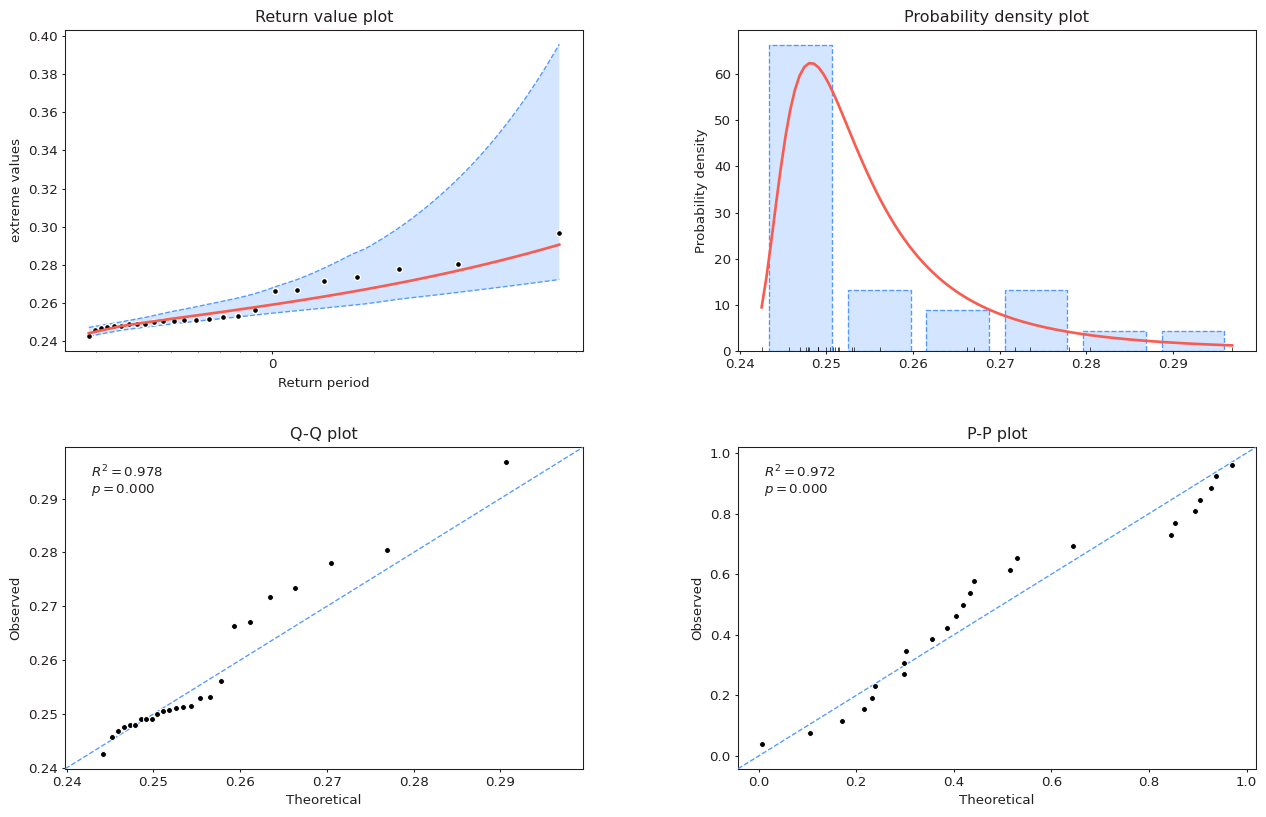 Return value plot
0.40
0.38
0.36
0.34
0.32
0.30
0.28
0.26
0.24
extreme values
0
Return period
Probability density plot
60
50
40
30
20
10
0
Probability density
0.24 0.25 0.26 0.27 0.28 0.29
Q-Q plot
R² = 0.978
p = 0.000
0.29
0.28
0.27
0.26
0.25
0.24
Observed
0.24 0.25 0.26 0.27 0.28 0.29
Theoretical
P-P plot
R² = 0.972
p = 0.000
1.0
0.8
0.6
0.4
0.2
0.0
Observed
0.0 0.2 0.4 0.6 0.8 1.0
Theoretical